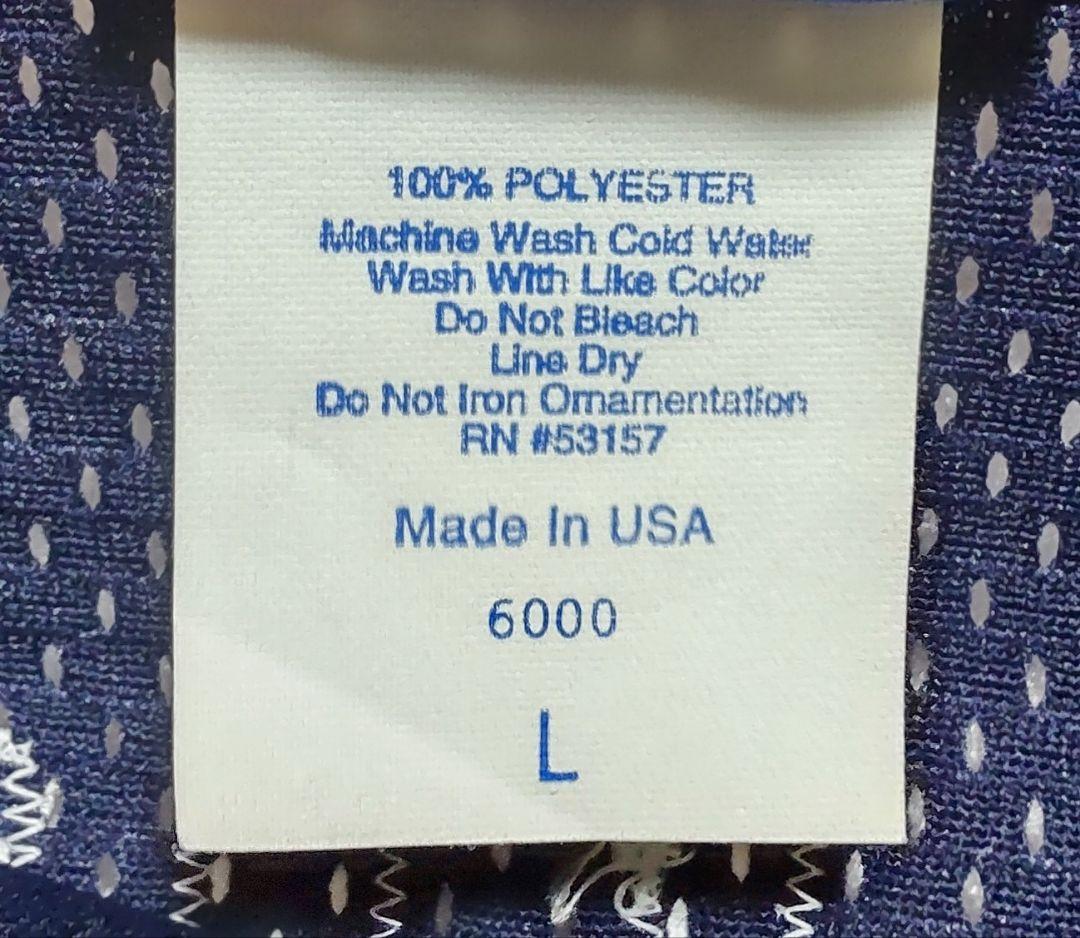 100% POLYESTER
Machine Wash Cold Water
Wash With Like Color
Do Not Bleach
Line Dry
Do Not Iron Ornamentation
RN #53157
Made In USA
6000
L